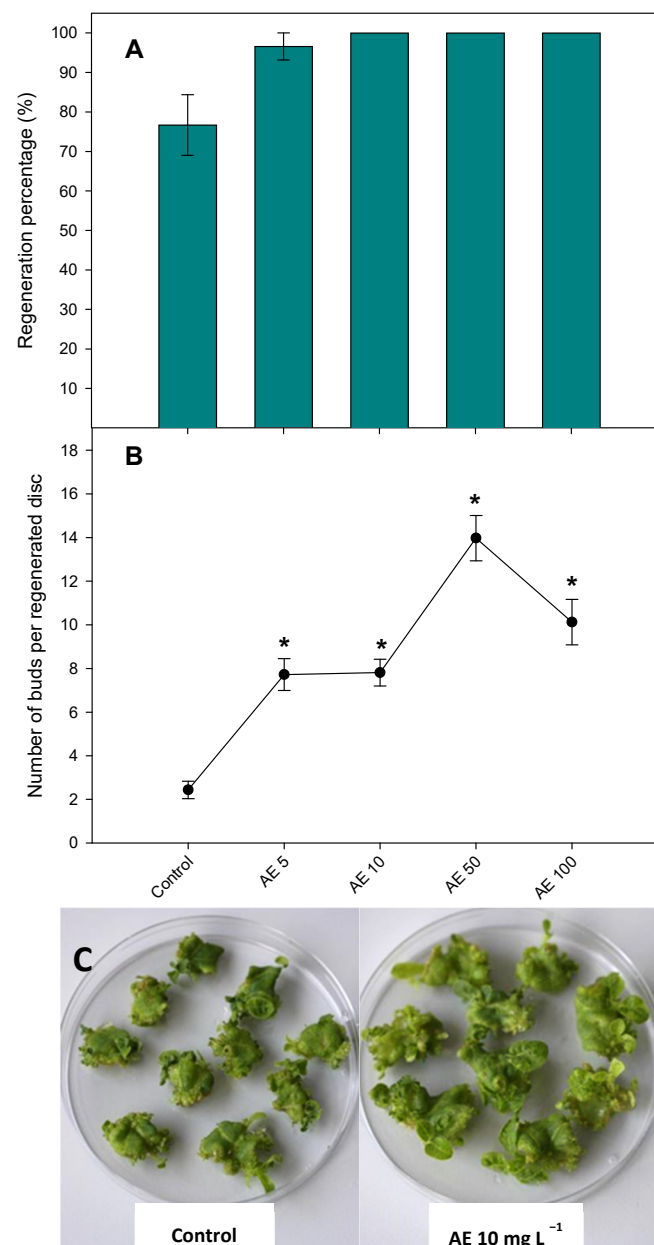 A
Regeneration percentage (%)
100
90
80
70
60
50
40
30
20
10
B
Number of buds per regenerated disc
18
16
14
12
10
8
6
4
2
0
*
*
*
*
Control
AE 5
AE 10
AE 50
AE 100
C
Control
AE 10 mg L⁻¹